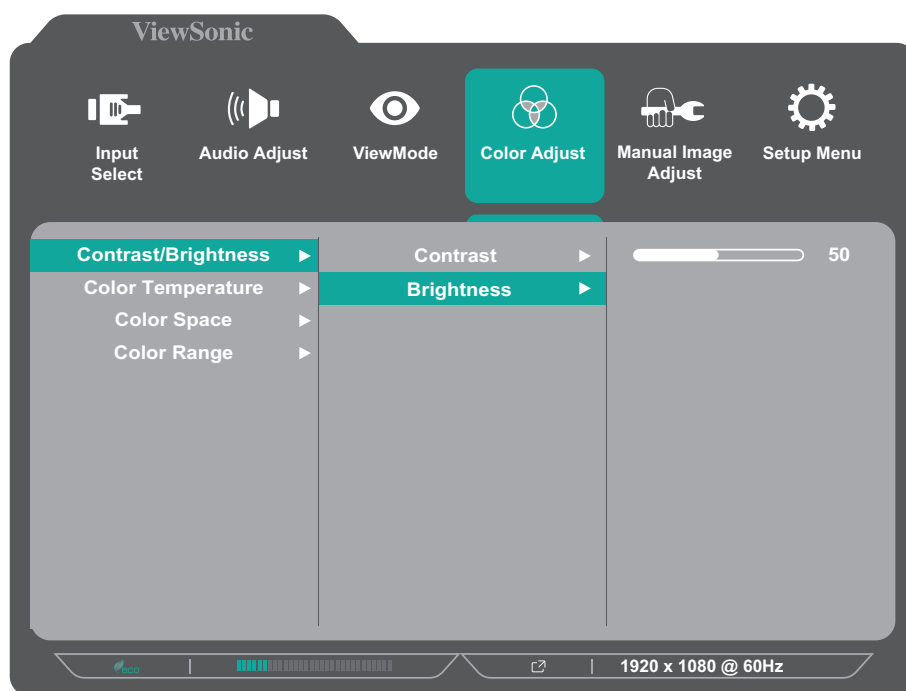 ViewSonic
Input
Select
Audio Adjust
ViewMode
Color Adjust
Manual Image
Adjust
Setup Menu
Contrast/Brightness
Contrast
50
Color Temperature
Brightness
Color Space
Color Range
eco
1920 x 1080 @ 60Hz